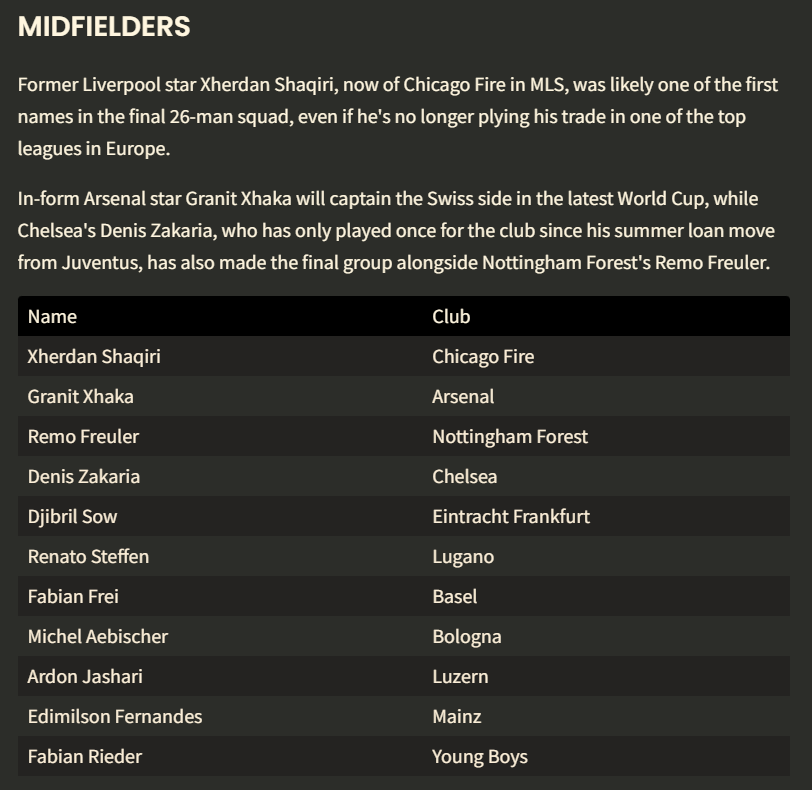 MIDFIELDERS
Former Liverpool star Xherdan Shaqiri, now of Chicago Fire in MLS, was likely one of the first
names in the final 26-man squad, even if he's no longer plying his trade in one of the top
leagues in Europe.
In-form Arsenal star Granit Xhaka will captain the Swiss side in the latest World Cup, while
Chelsea's Denis Zakaria, who has only played once for the club since his summer loan move
from Juventus, has also made the final group alongside Nottingham Forest's Remo Freuler.
Name Club
Xherdan Shaqiri Chicago Fire
Granit Xhaka Arsenal
Remo Freuler Nottingham Forest
Denis Zakaria Chelsea
Djibril Sow Eintracht Frankfurt
Renato Steffen Lugano
Fabian Frei Basel
Michel Aebischer Bologna
Ardon Jashari Luzern
Edimilson Fernandes Mainz
Fabian Rieder Young Boys